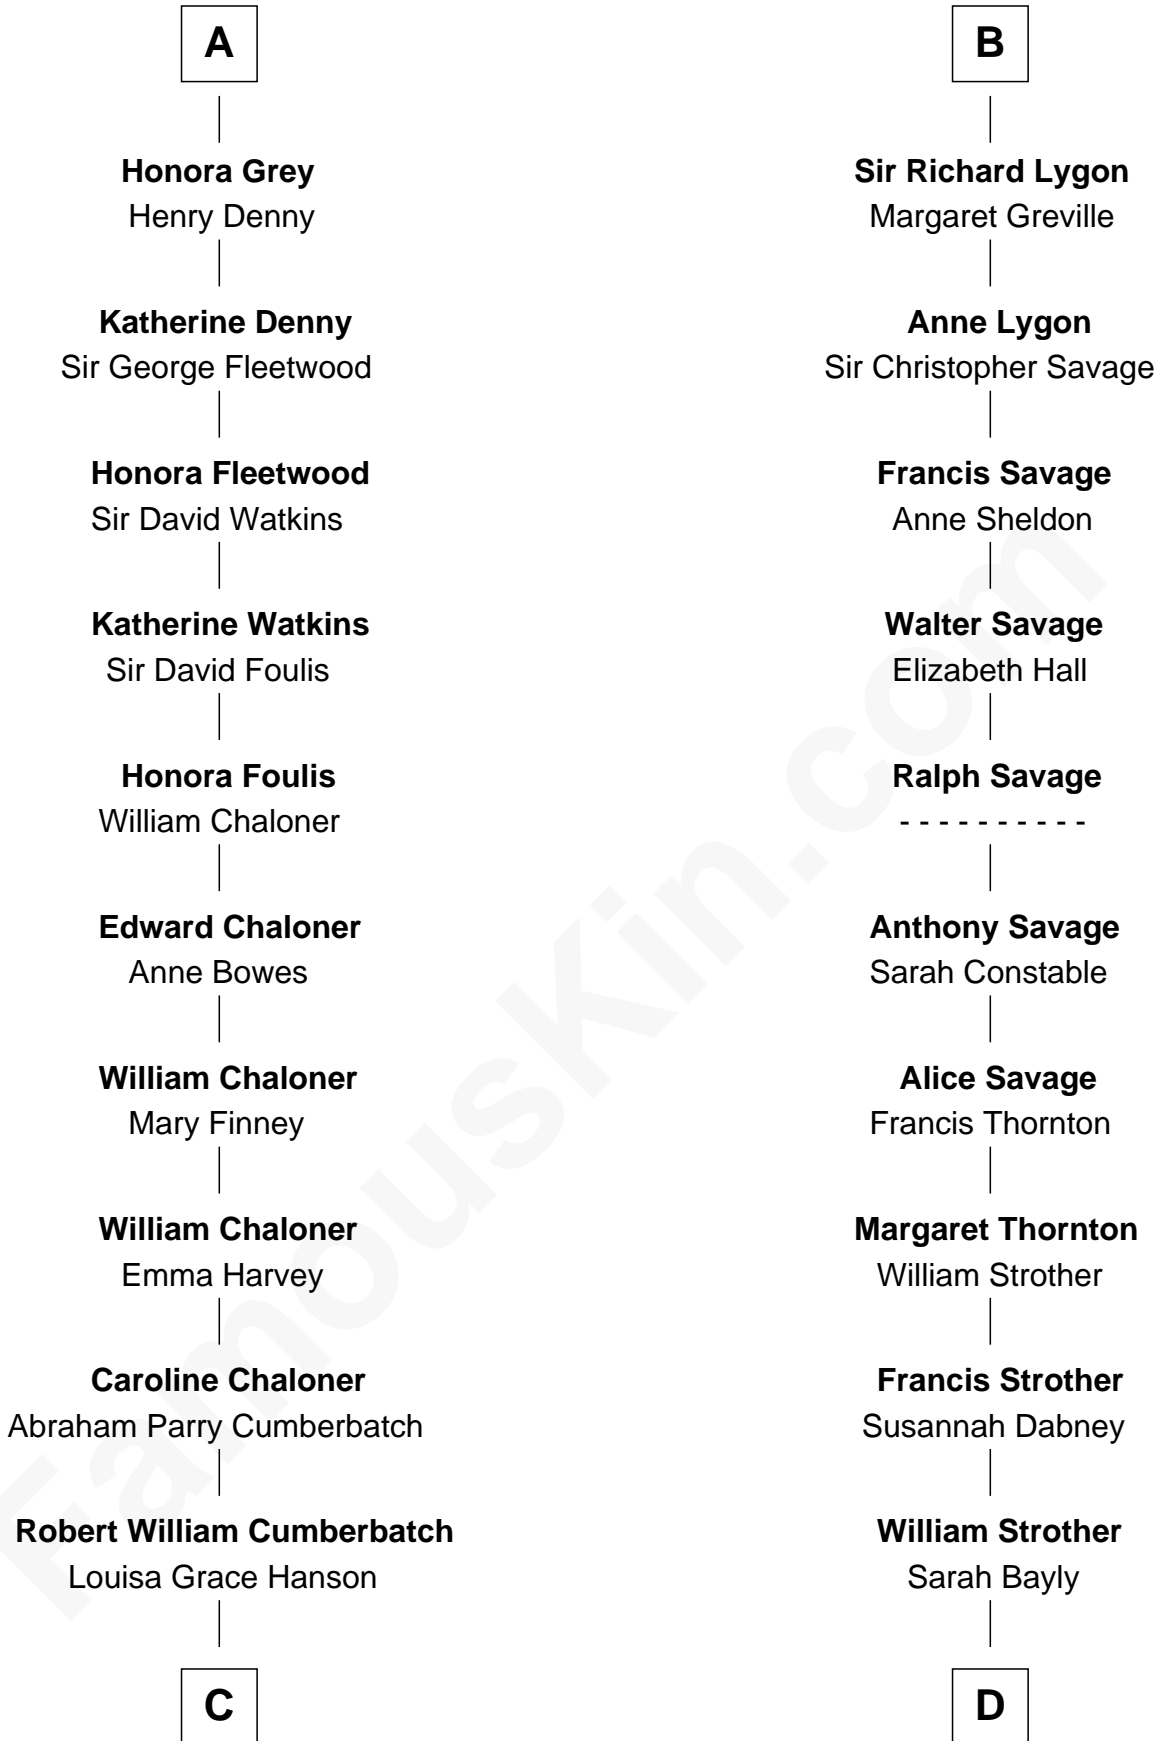 A
Honora Grey
Henry Denny
Katherine Denny
Sir George Fleetwood
Honora Fleetwood
Sir David Watkins
Katherine Watkins
Sir David Foulis
Honora Foulis
William Chaloner
Edward Chaloner
Anne Bowes
William Chaloner
Mary Finney
William Chaloner
Emma Harvey
Caroline Chaloner
Abraham Parry Cumberbatch
Robert William Cumberbatch
Louisa Grace Hanson
C
B
Sir Richard Lygon
Margaret Greville
Anne Lygon
Sir Christopher Savage
Francis Savage
Anne Sheldon
Walter Savage
Elizabeth Hall
Ralph Savage
- - - - - - - - - -
Anthony Savage
Sarah Constable
Alice Savage
Francis Thornton
Margaret Thornton
William Strother
Francis Strother
Susannah Dabney
William Strother
Sarah Bayly
D
FamousKin.com